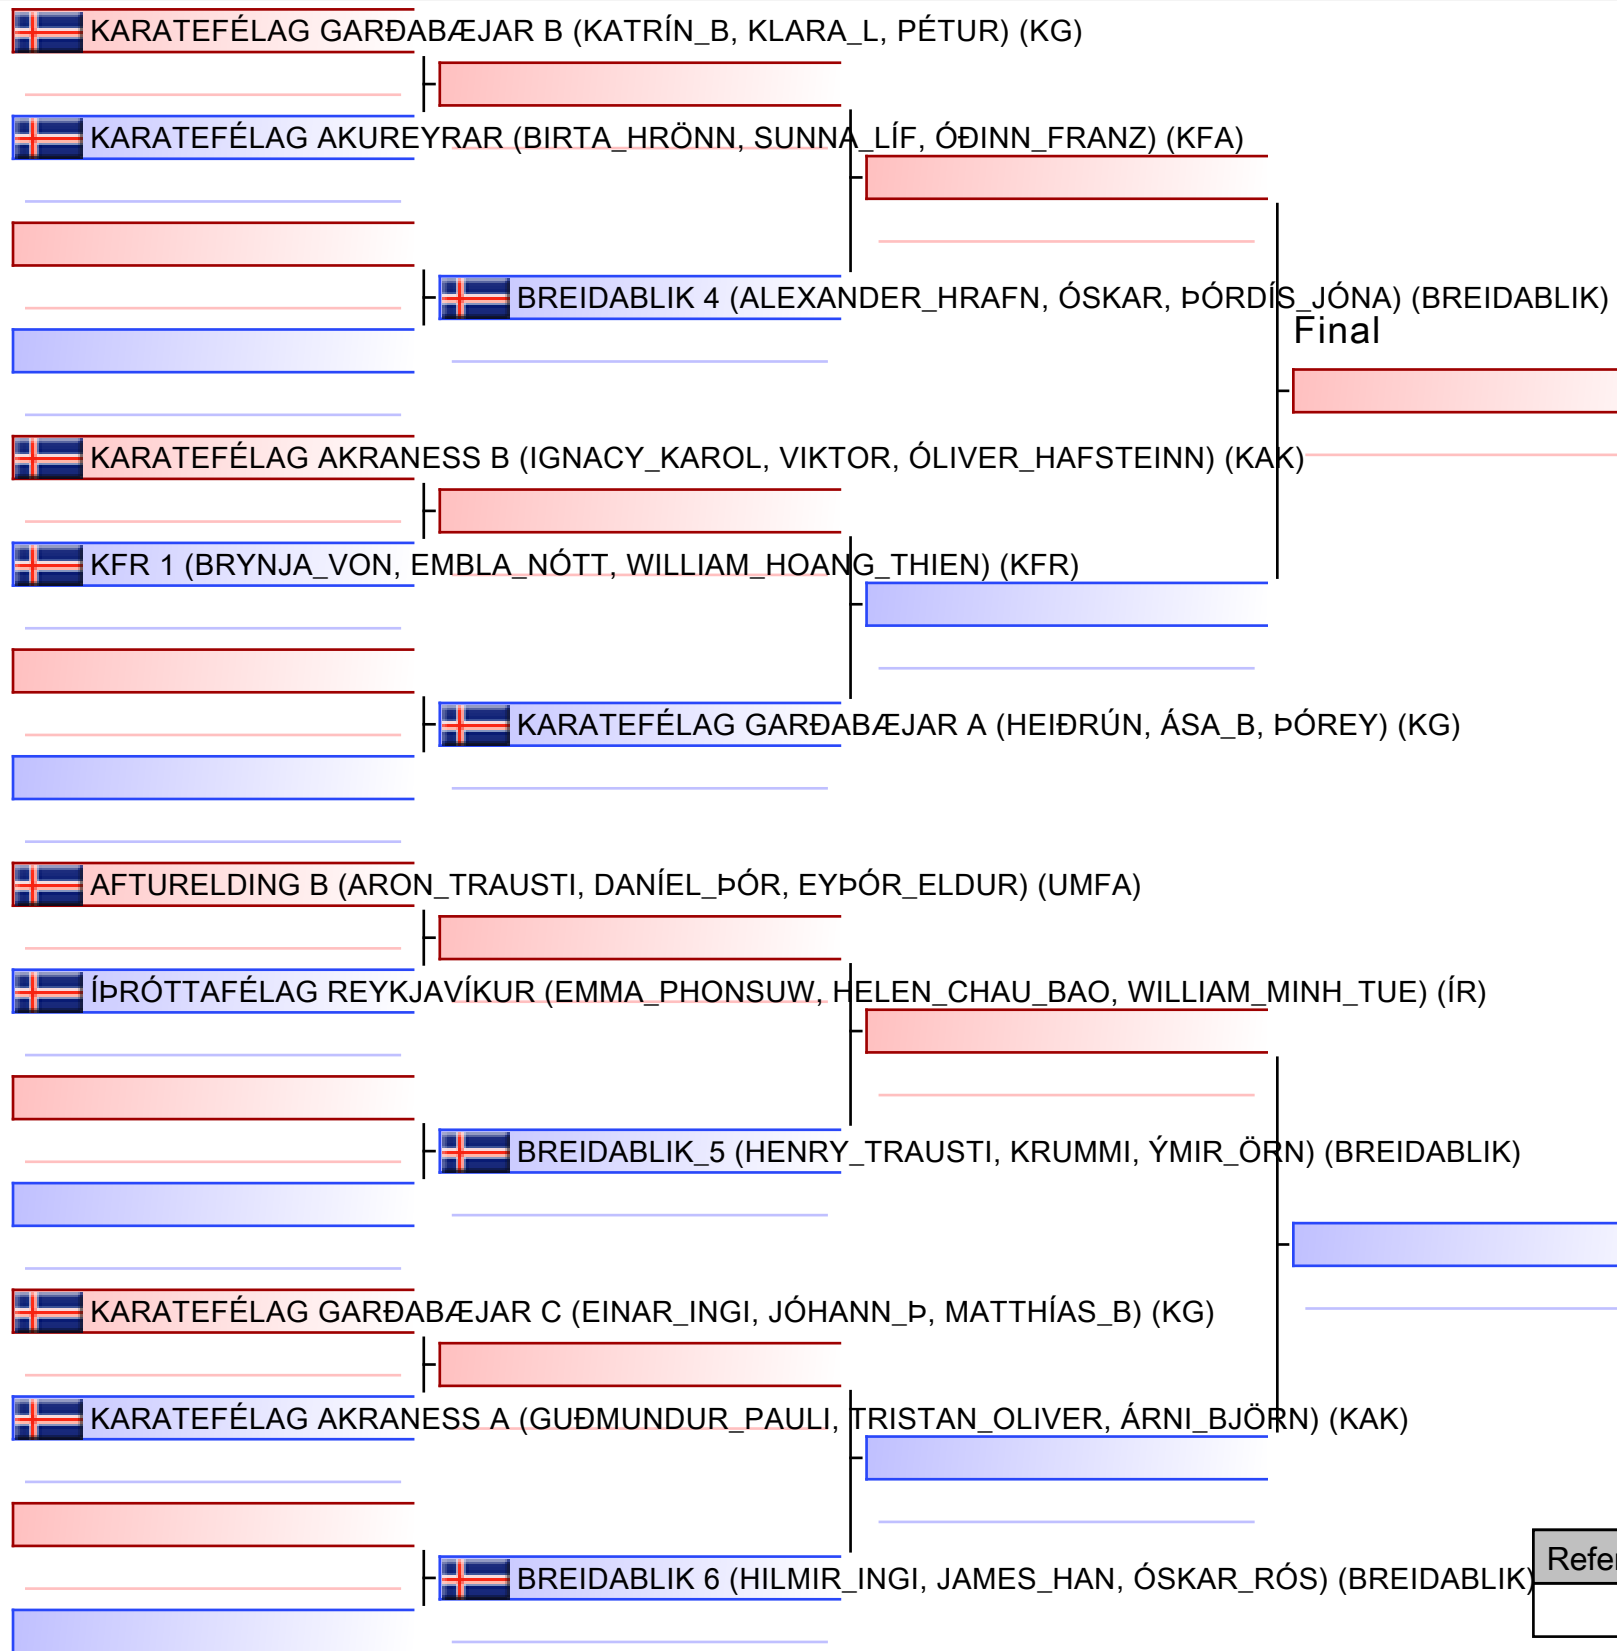 KARATEFÉLAG GARÐABÆJAR B (KATRÍN_B, KLARA_L, PÉTUR) (KG)
KARATEFÉLAG AKUREYRAR (BIRTA_HRÖNN, SUNNA_LÍF, ÓÐINN_FRANZ) (KFA)
BREIDABLIK 4 (ALEXANDER_HRAFN, ÓSKAR, ÞÓRDÍS_JÓNA) (BREIDABLIK)
Final
KARATEFÉLAG AKRANESS B (IGNACY_KAROL, VIKTOR, ÓLIVER_HAFSTEINN) (KAK)
KFR 1 (BRYNJA_VON, EMBLA_NÓTT, WILLIAM_HOANG_THIEN) (KFR)
KARATEFÉLAG GARÐABÆJAR A (HEIÐRÚN, ÁSA_B, ÞÓREY) (KG)
AFTURELDING B (ARON_TRAUSTI, DANÍEL_ÞÓR, EYÞÓR_ELDUR) (UMFA)
ÍÞRÓTTAFÉLAG REYKJAVÍKUR (EMMA_PHONSUW, HELEN_CHAU_BAO, WILLIAM_MINH_TUE) (ÍR)
BREIDABLIK_5 (HENRY_TRAUSTI, KRUMMI, ÝMIR_ÖRN) (BREIDABLIK)
KARATEFÉLAG GARÐABÆJAR C (EINAR_INGI, JÓHANN_Þ, MATTHÍAS_B) (KG)
KARATEFÉLAG AKRANESS A (GUÐMUNDUR_PAULI, TRISTAN_OLIVER, ÁRNI_BJÖRN) (KAK)
BREIDABLIK 6 (HILMIR_INGI, JAMES_HAN, ÓSKAR_RÓS) (BREIDABLIK)
Refer